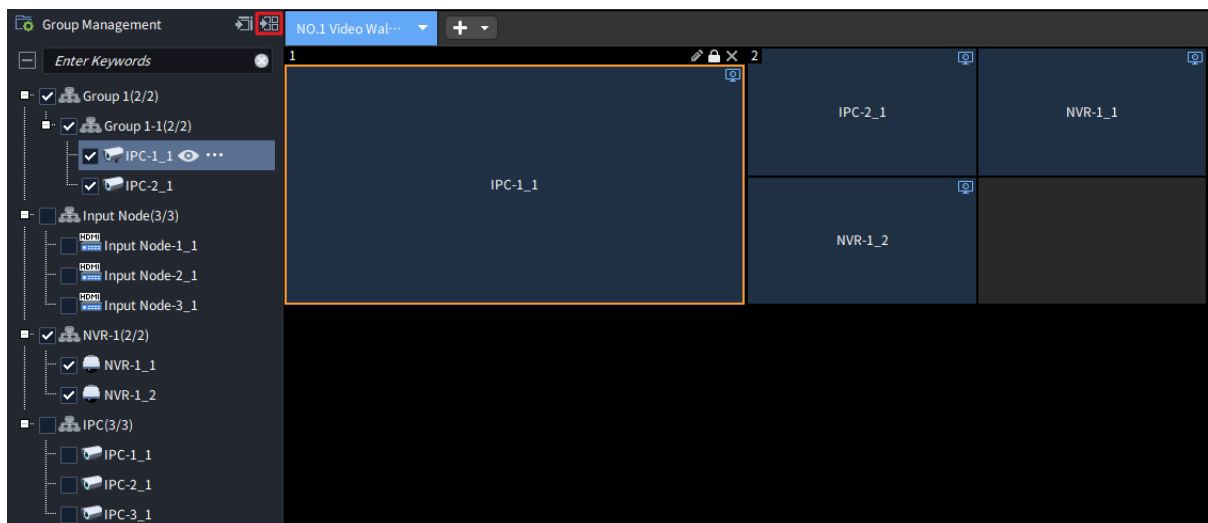 Group Management
NO.1 Video Wal···
Enter Keywords
1
2
Group 1(2/2)
Group 1-1(2/2)
IPC-1_1
IPC-2_1
Input Node(3/3)
HDMI
Input Node-1_1
HDMI
Input Node-2_1
HDMI
Input Node-3_1
NVR-1(2/2)
NVR-1_1
NVR-1_2
IPC(3/3)
IPC-1_1
IPC-2_1
IPC-3_1
IPC-1_1
IPC-2_1
NVR-1_1
NVR-1_2